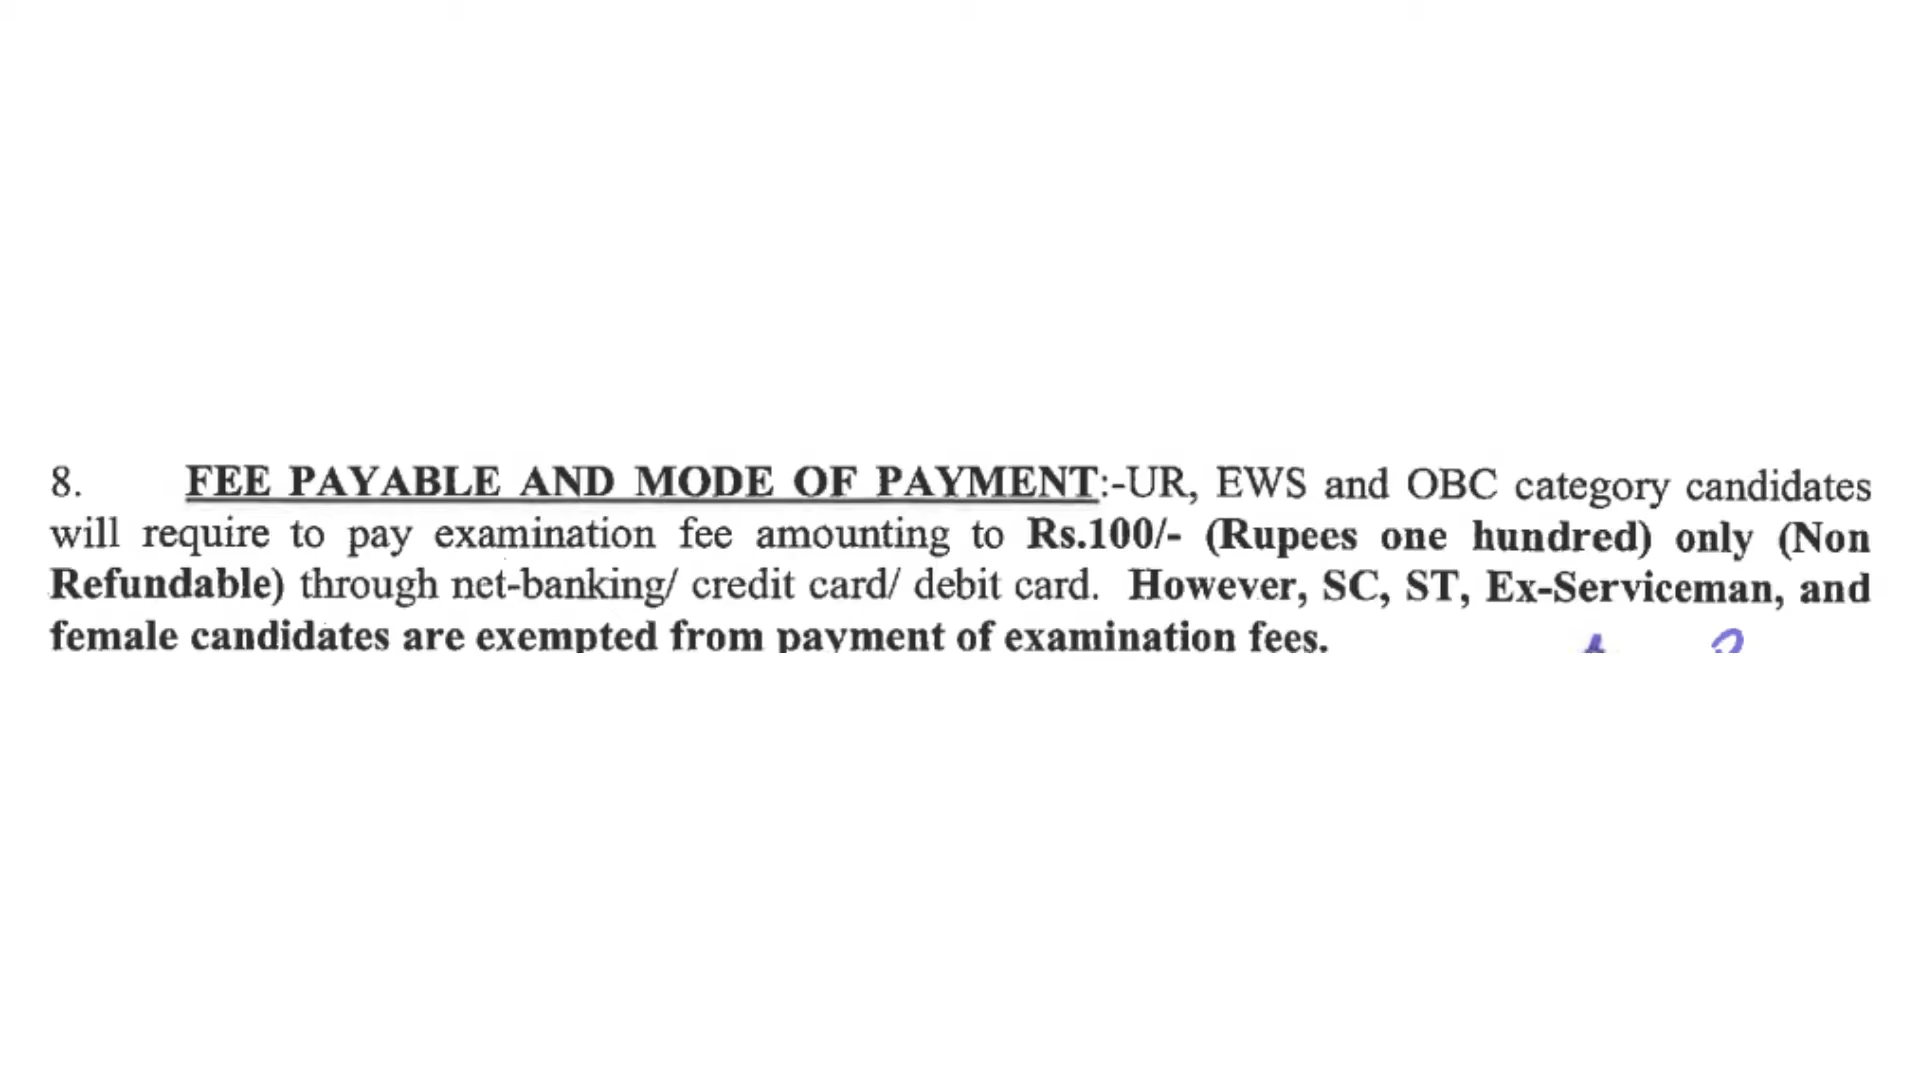 8. FEE PAYABLE AND MODE OF PAYMENT:-UR, EWS and OBC category candidates
will require to pay examination fee amounting to Rs.100/- (Rupees one hundred) only (Non
Refundable) through net-banking/ credit card/ debit card. However, SC, ST, Ex-Serviceman, and
female candidates are exempted from payment of examination fees.